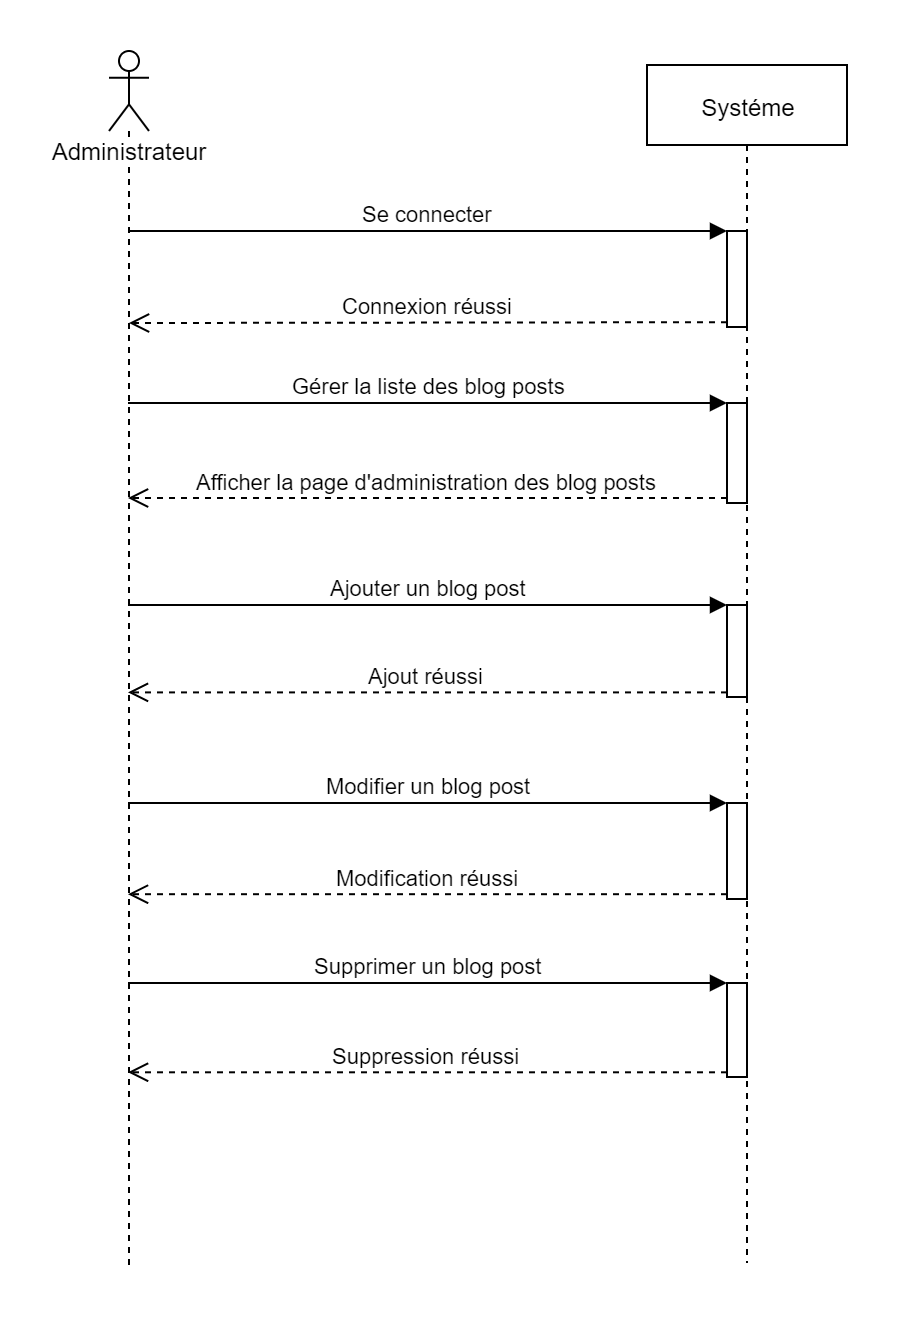 Administrateur
Systéme
Se connecter
Connexion réussi
Gérer la liste des blog posts
Afficher la page d'administration des blog posts
Ajouter un blog post
Ajout réussi
Modifier un blog post
Modification réussi
Supprimer un blog post
Suppression réussi